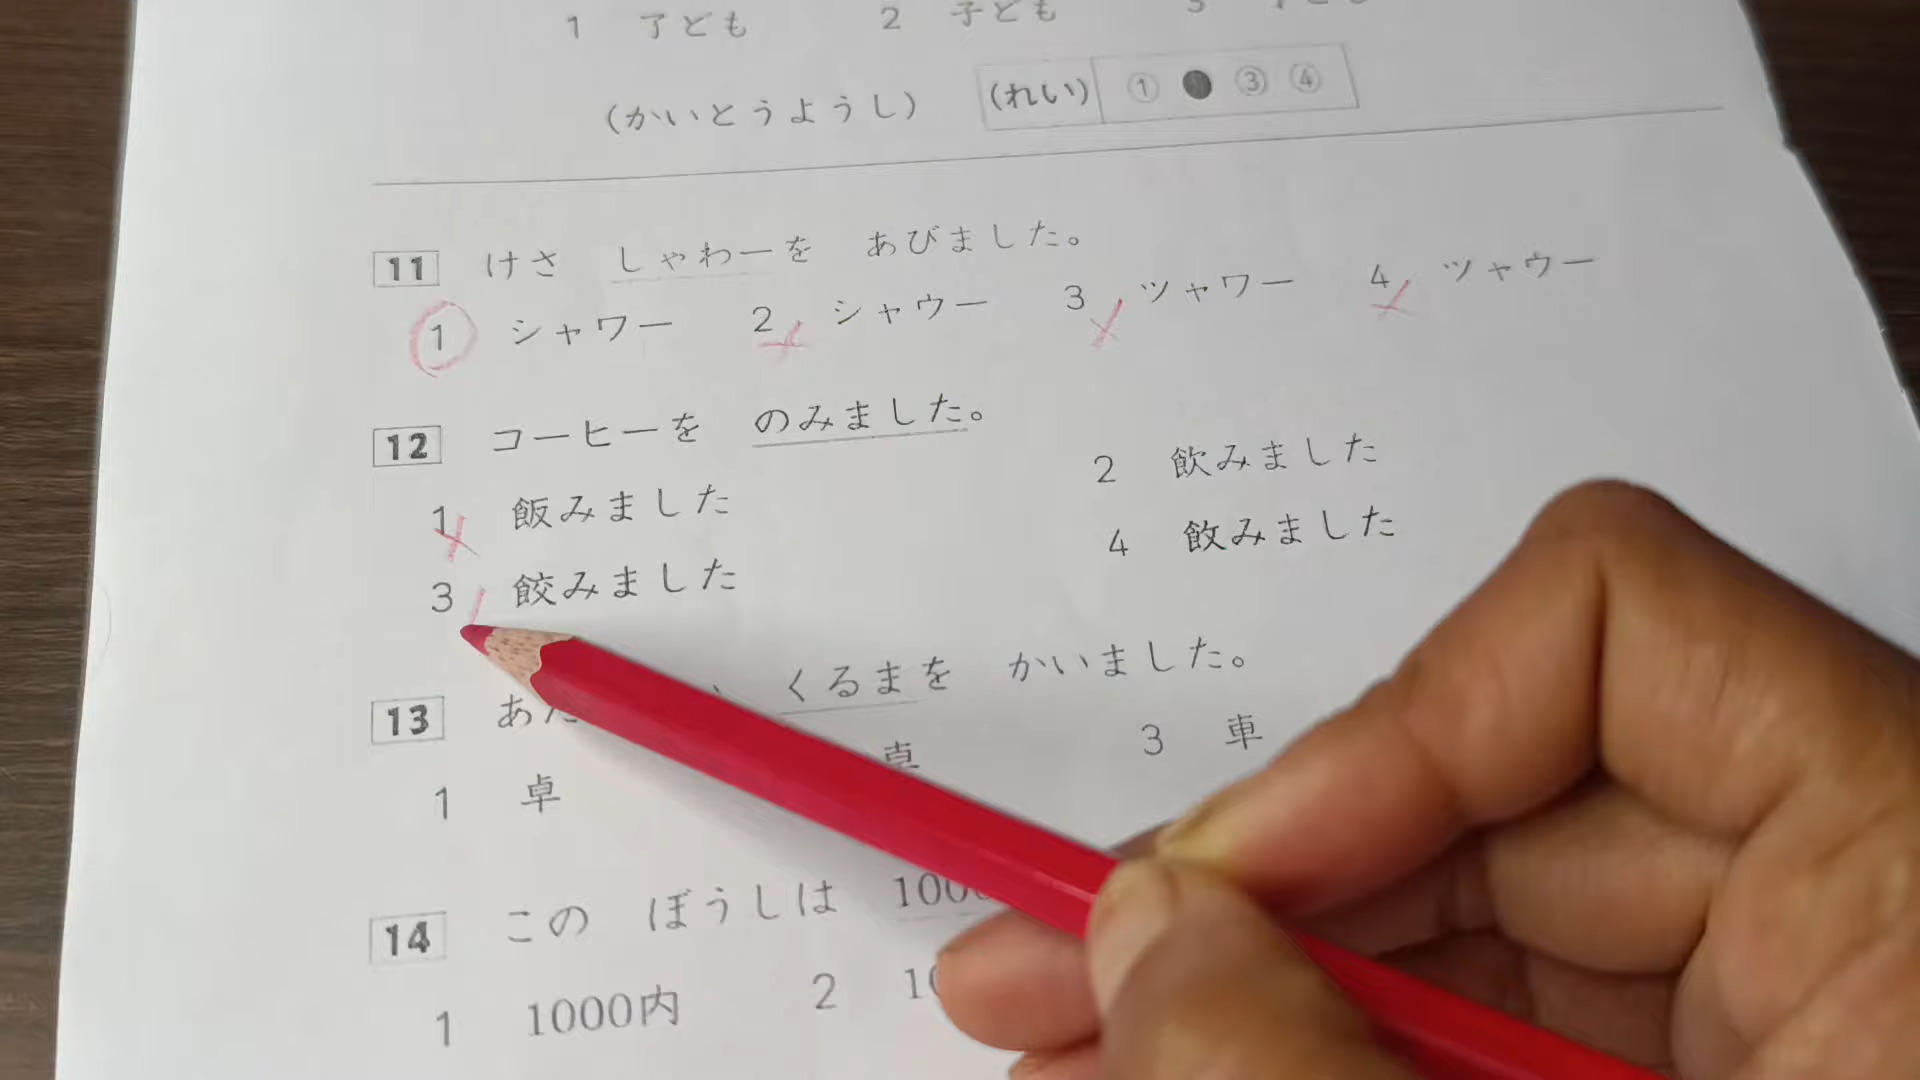 1 了ども 2 子ども 3
(かいとうようし) (れい) ① ● ③ ④
11 けさ しゃわーを あびました。
1 シャワー 2 シャウー 3 ツャワー 4 ツャウー
12 コーヒーを のみました。
1 飯みました 2 飲みました
3 餃みました 4
13 あた くるまを かいました。
1 卓 3 車
14 この ぼうしは 1000
1 1000内 2 10